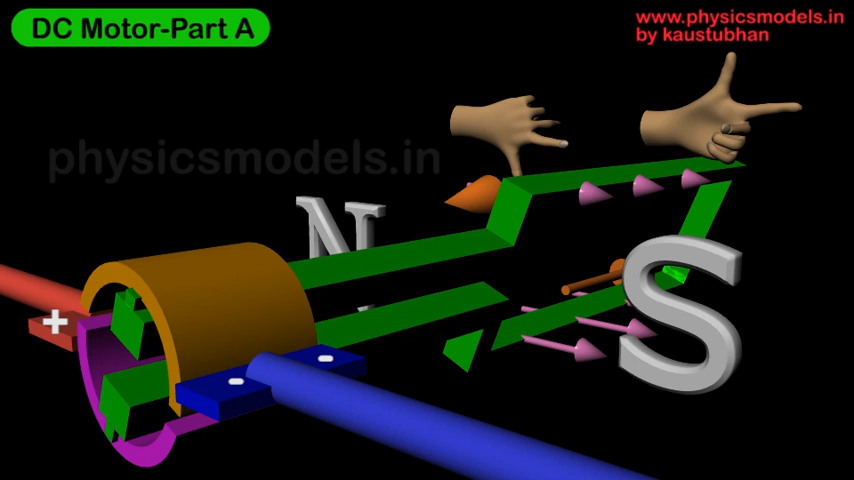 DC Motor-Part A
www.physicsmodels.in
by kaustubhan
physicsmodels.in
N
+
S
-
-